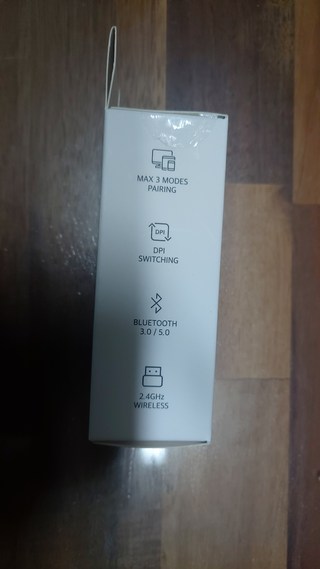 MAX 3 MODES
PAIRING
DPI
DPI
SWITCHING
BLUETOOTH
3.0 / 5.0
2.4GHz
WIRELESS